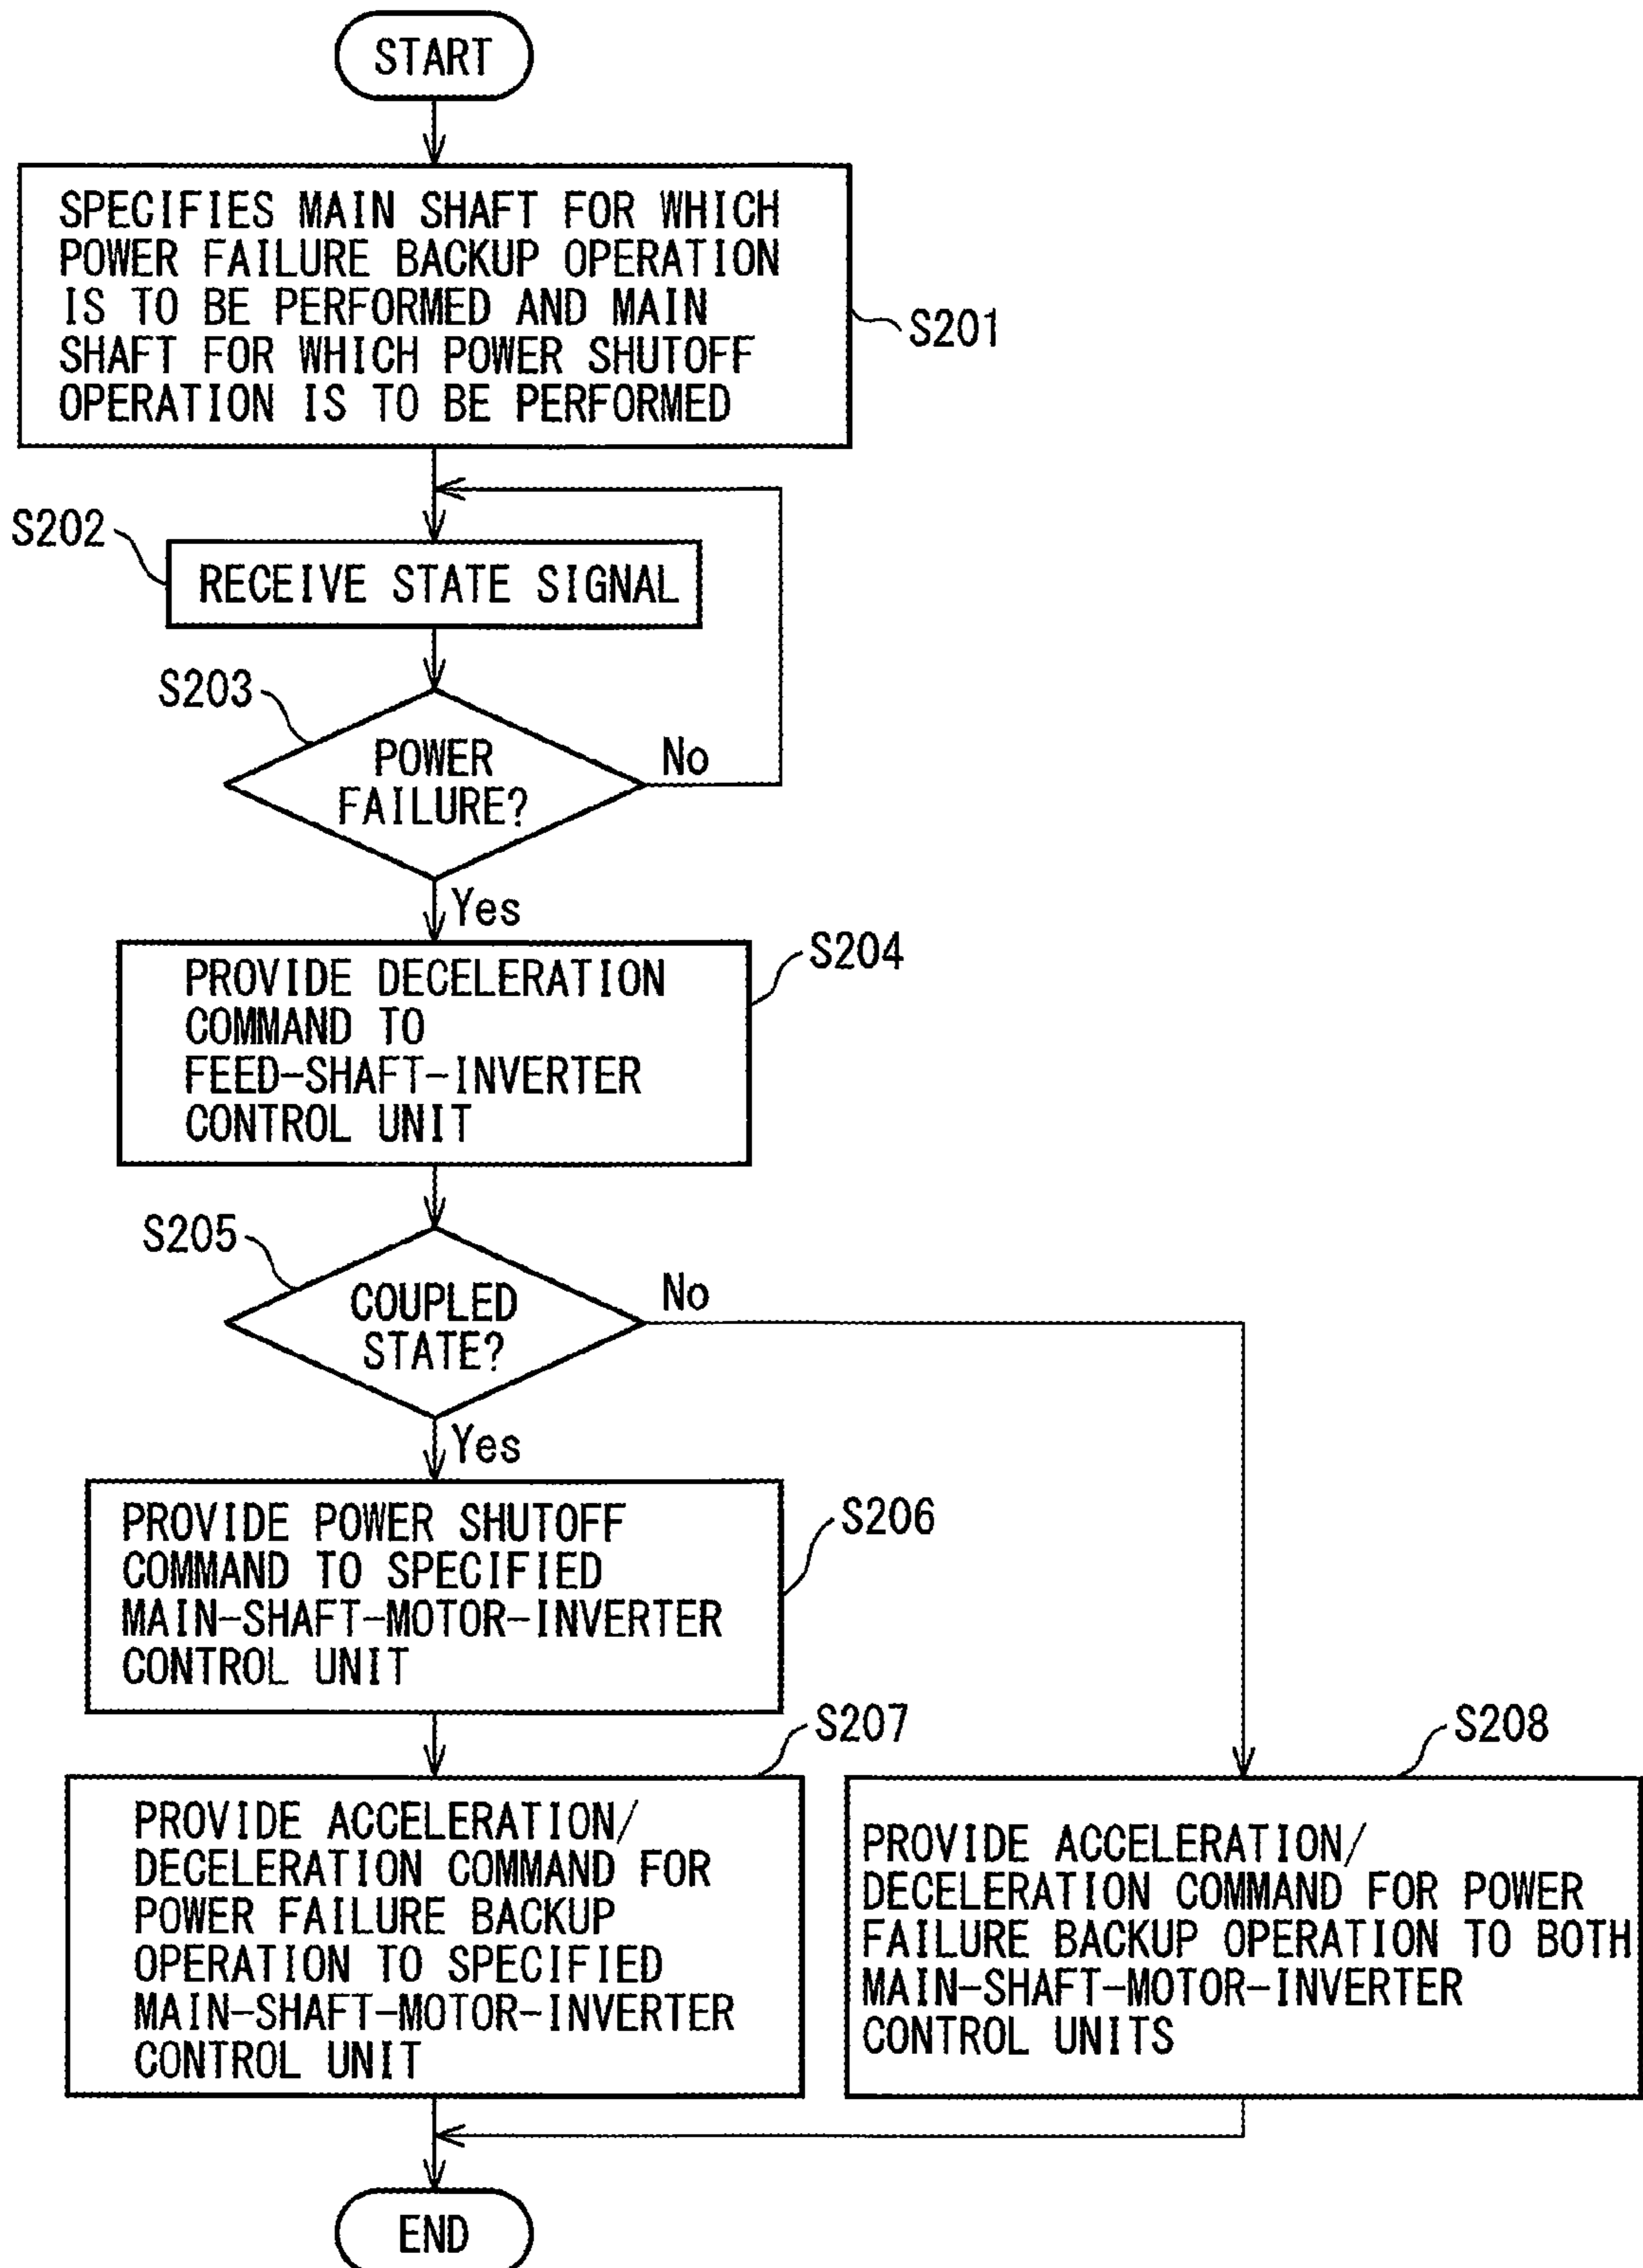 START
SPECIFIES MAIN SHAFT FOR WHICH
POWER FAILURE BACKUP OPERATION
IS TO BE PERFORMED AND MAIN
SHAFT FOR WHICH POWER SHUTOFF
OPERATION IS TO BE PERFORMED
S201
S202
RECEIVE STATE SIGNAL
S203
POWER
FAILURE?
No
Yes
S204
PROVIDE DECELERATION
COMMAND TO
FEED-SHAFT-INVERTER
CONTROL UNIT
S205
COUPLED
STATE?
No
Yes
S206
PROVIDE POWER SHUTOFF
COMMAND TO SPECIFIED
MAIN-SHAFT-MOTOR-INVERTER
CONTROL UNIT
S207
PROVIDE ACCELERATION/
DECELERATION COMMAND FOR
POWER FAILURE BACKUP
OPERATION TO SPECIFIED
MAIN-SHAFT-MOTOR-INVERTER
CONTROL UNIT
S208
PROVIDE ACCELERATION/
DECELERATION COMMAND FOR POWER
FAILURE BACKUP OPERATION TO BOTH
MAIN-SHAFT-MOTOR-INVERTER
CONTROL UNITS
END